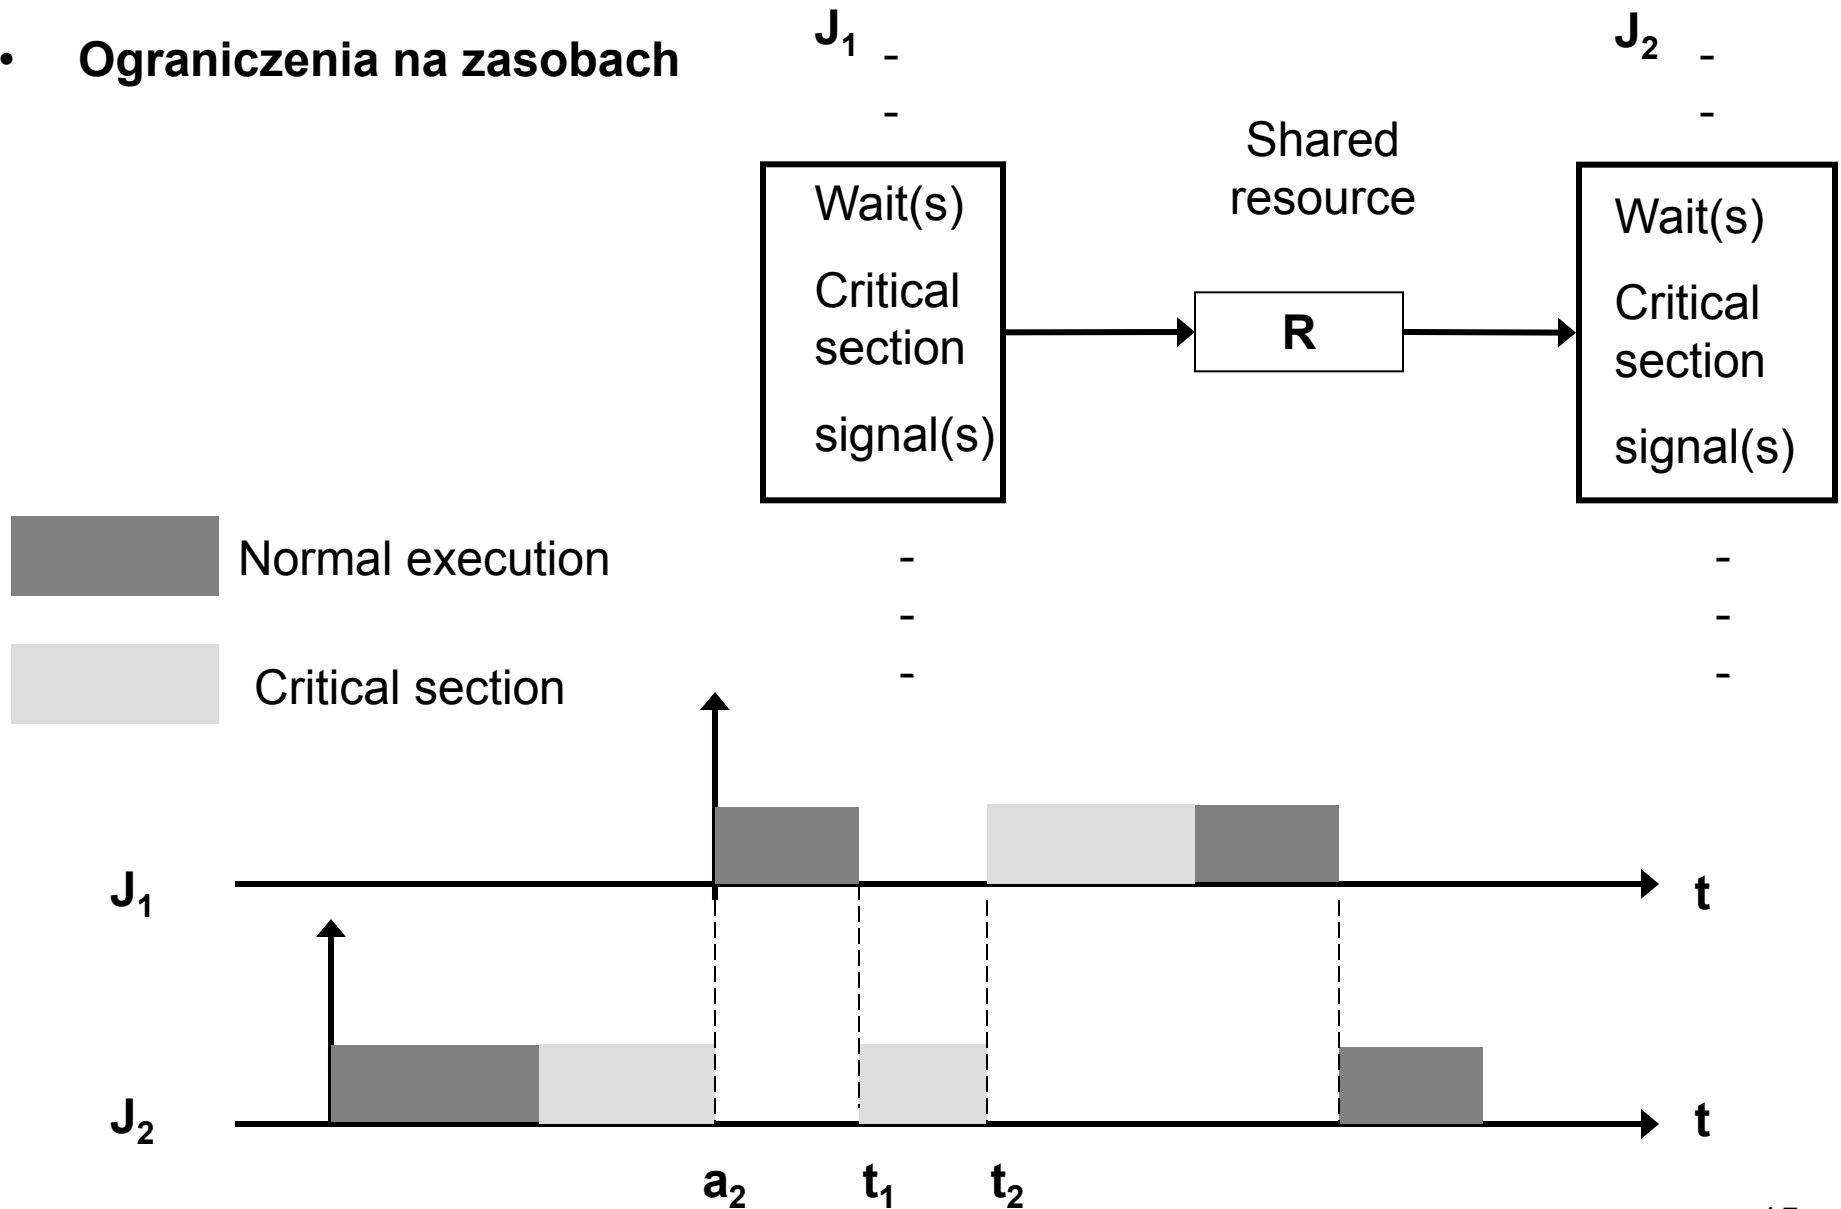 • Ograniczenia na zasobach
J1
-
-
J2
-
-
Shared
resource
Wait(s)
Critical
section
signal(s)
R
Wait(s)
Critical
section
signal(s)
-
-
-
-
-
-
Normal execution
Critical section
J1
t
J2
t
a2
t1
t2